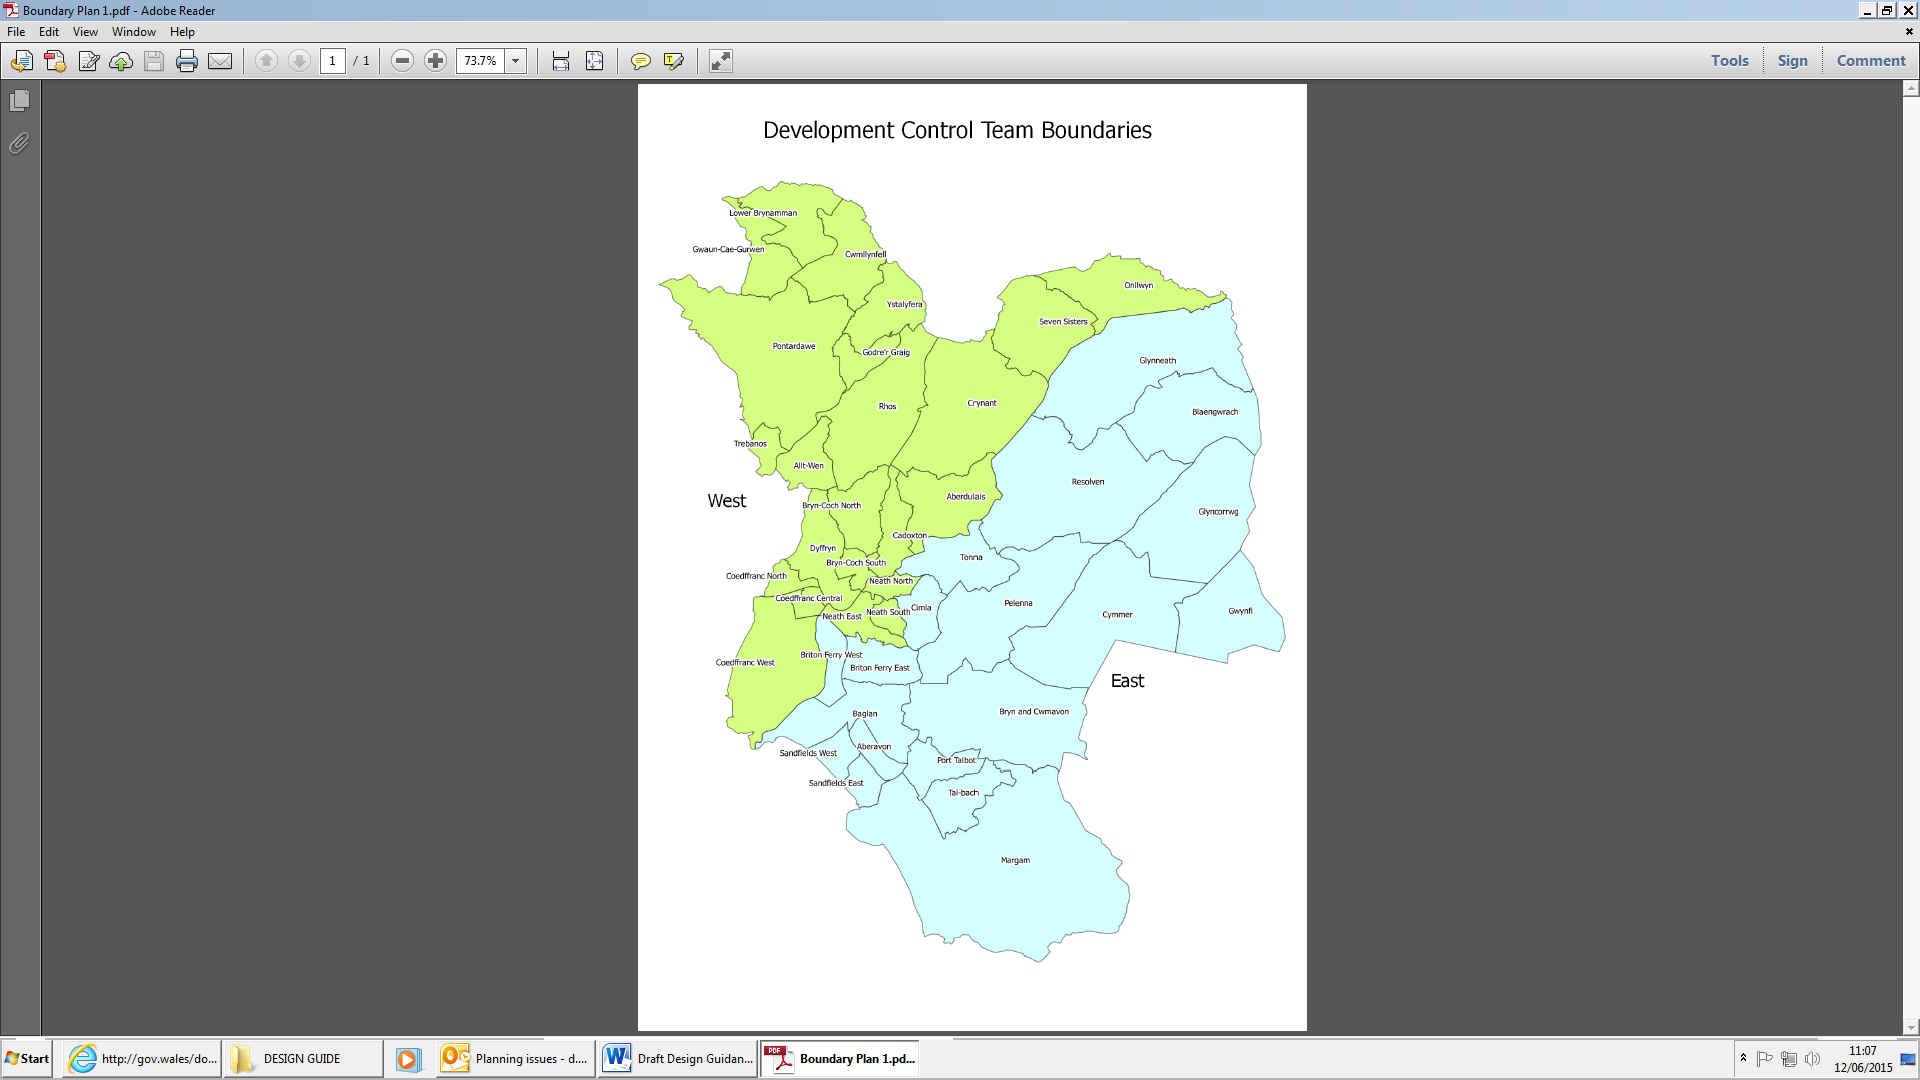 Boundary Plan 1.pdf - Adobe Reader
File Edit View Window Help
1 / 1 73.7% Tools Sign Comment
Development Control Team Boundaries
Lower Brynamman
Gwaun-Cae-Gurwen
Cwmllynfell
Onllwyn
Ystalyfera
Seven Sisters
Pontardawe
Godre'r Graig
Glynneath
Rhos
Crynant
Blaengwrach
Trebanos
Allt-Wen
Resolven
West
Aberdulais
Bryn-Coch North
Glyncorrwg
Cadoxton
Dyffryn
Tonna
Bryn-Coch South
Coedffranc North
Neath North
Coedffranc Central
Pelenna
Cimla
Neath South
Gwynfi
Cymmer
Neath East
Briton Ferry West
Coedffranc West
Briton Ferry East
East
Bryn and Cwmavon
Baglan
Aberavon
Sandfields West
Port Talbot
Sandfields East
Tai-bach
Margam
Start http://gov.wales/do... DESIGN GUIDE Planning issues - d.... Draft Design Guidan... PDF Boundary Plan 1.pd... 11:07
12/06/2015